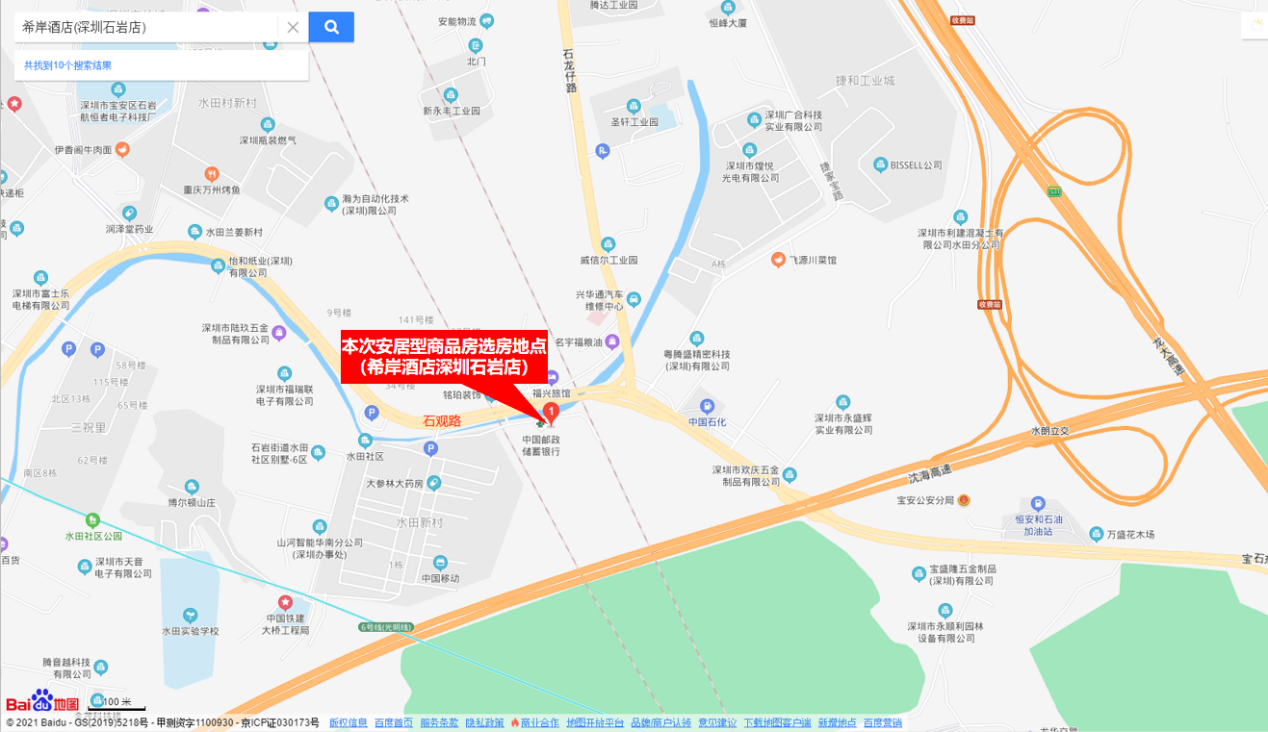 希岸酒店(深圳石岩店)
共找到10个搜索结果
安能物流
北门
腾达工业园
恒峰大厦
收费站
石龙仔路
捷和工业城
深圳市宝安区石岩
航恒者电子科技厂
水田村新村
新永丰工业园
圣轩工业园
深圳广合科技
实业有限公司
深圳瓶装燃气
伊香阁牛肉面
重庆万州烤鱼
深圳市煌悦
光电有限公司
BISSELL公司
捷家宝路
快递柜
瀚为自动化技术
(深圳)限公司
润泽堂药业
水田兰姜新村
深圳市利建混凝土有
限公司水田分公司
威信尔工业园
A栋
飞源川菜馆
怡和纸业(深圳)
有限公司
深圳市富士乐
电梯有限公司
兴华通汽车
维修中心
收费站
9号楼
141号楼
深圳市陆玖五金
制品有限公司
名宇福粮油
粤腾盛精密科技
(深圳)有限公司
龙大高速
本次安居型商品房选房地点
（希岸酒店深圳石岩店）
58号楼
115号楼
北区13栋
65号楼
深圳市福瑞联
电子有限公司
34号楼
铭珀装饰
福兴旅馆
1
石观路
中国石化
深圳市永盛辉
实业有限公司
三祝里
62号楼
南区8栋
石岩街道水田
社区别墅-6区
水田社区
中国邮政
储蓄银行
水朗立交
沈海高速
大参林大药房
深圳市欢庆五金
制品有限公司
宝安公安分局
博尔顿山庄
水田新村
恒安和石油
加油站
万盛花木场
水田社区公园
山河智能华南分公司
(深圳办事处)
百货
深圳市天音
电子有限公司
1栋
中国移动
宝盛隆五金制品
(深圳)有限公司
中国铁建
大桥工程局
水田实验学校
6号线(光明线)
深圳市永顺利园林
设备有限公司
腾音越科技
有限公司
Bai du 地图
100 米
© 2021 Baidu - GS(2019)5218号 - 甲测资字1100930 - 京ICP证030173号 版权信息 百度首页 服务条款 隐私政策 商业合作 地图开放平台 品牌/商户认领 意见建议 下载地图客户端 新增地点 百度营销